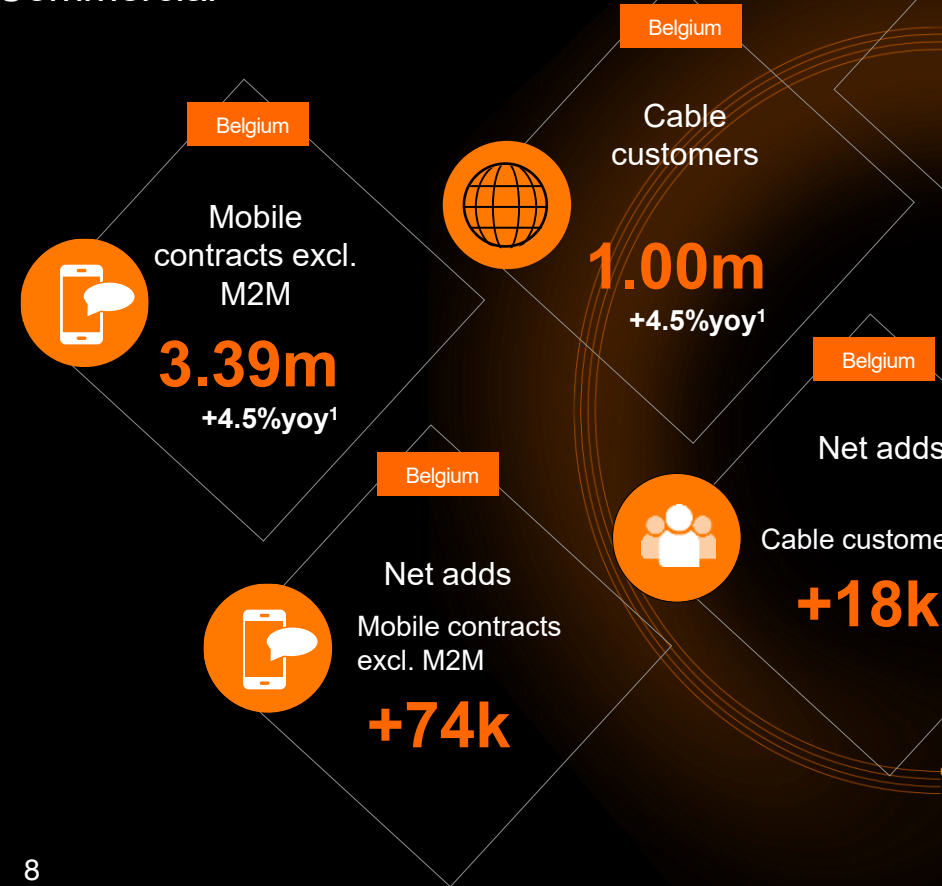 Commercial
Belgium
Mobile
contracts excl.
M2M
3.39m
+4.5%yoy¹
Belgium
Cable
customers
1.00m
+4.5%yoy¹
Belgium
Net adds
Mobile contracts
excl. M2M
+74k
Belgium
Net adds
Cable custome
+18k
8